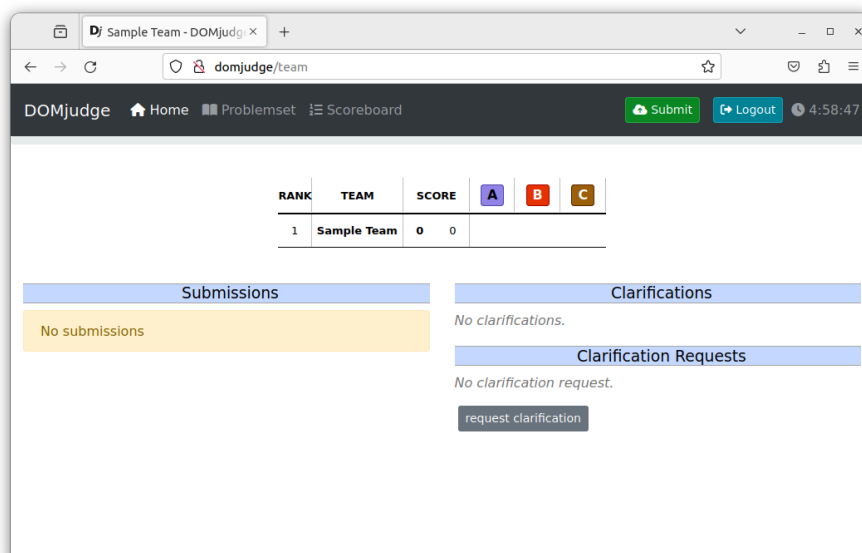 Dj Sample Team - DOMjudg
domjudge/team
DOMjudge Home Problemset Scoreboard Submit Logout 4:58:47
RANK TEAM SCORE A B C
1 Sample Team 0 0
Submissions
No submissions
Clarifications
No clarifications.
Clarification Requests
No clarification request.
request clarification